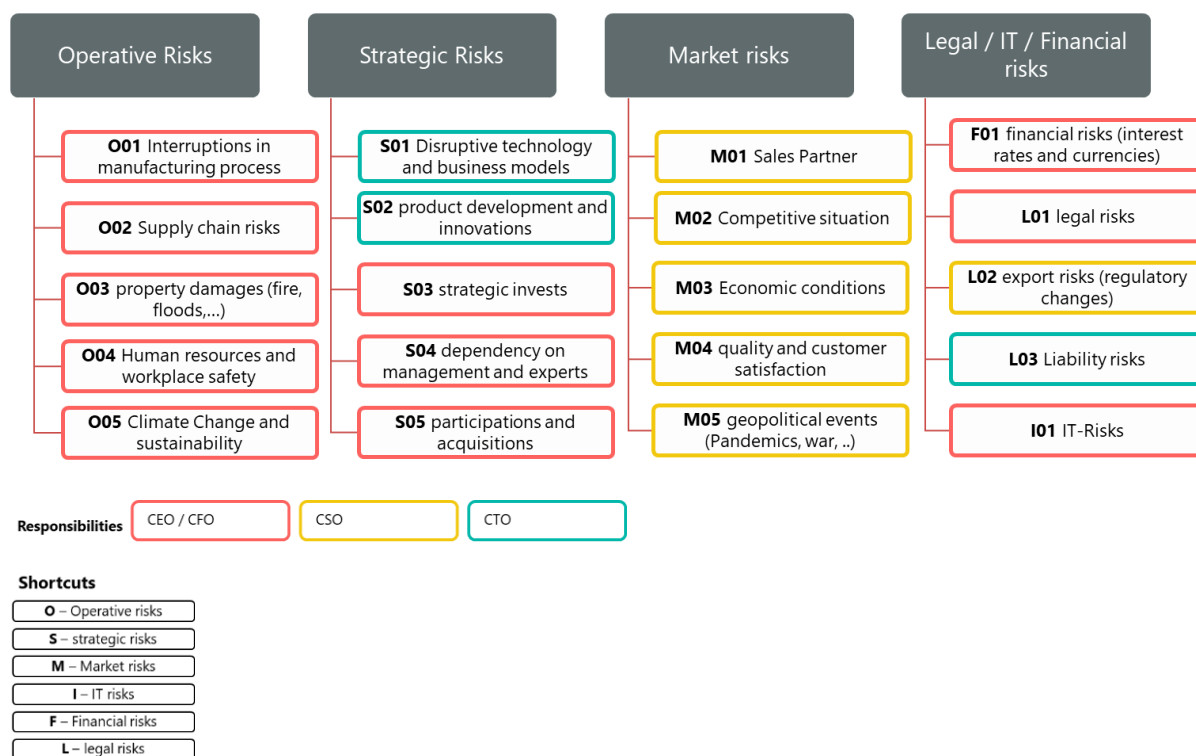 Operative Risks
O01 Interruptions in
manufacturing process
O02 Supply chain risks
O03 property damages (fire,
floods,...)
O04 Human resources and
workplace safety
O05 Climate Change and
sustainability
Strategic Risks
S01 Disruptive technology
and business models
S02 product development and
innovations
S03 strategic invests
S04 dependency on
management and experts
S05 participations and
acquisitions
Market risks
M01 Sales Partner
M02 Competitive situation
M03 Economic conditions
M04 quality and customer
satisfaction
M05 geopolitical events
(Pandemics, war, ..)
Legal / IT / Financial
risks
F01 financial risks (interest
rates and currencies)
L01 legal risks
L02 export risks (regulatory
changes)
L03 Liability risks
I01 IT-Risks
Responsibilities
CEO / CFO
CSO
CTO
Shortcuts
O – Operative risks
S – strategic risks
M – Market risks
I – IT risks
F – Financial risks
L – legal risks